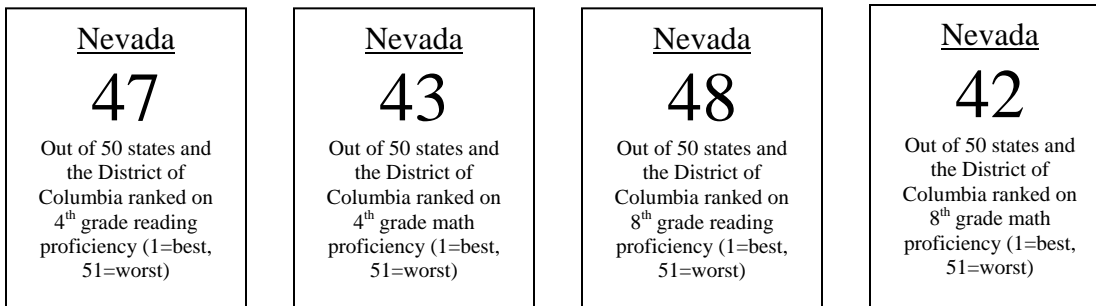 Nevada
47
Out of 50 states and
the District of
Columbia ranked on
4th grade reading
proficiency (1=best,
51=worst)
Nevada
43
Out of 50 states and
the District of
Columbia ranked on
4th grade math
proficiency (1=best,
51=worst)
Nevada
48
Out of 50 states and
the District of
Columbia ranked on
8th grade reading
proficiency (1=best,
51=worst)
Nevada
42
Out of 50 states and
the District of
Columbia ranked on
8th grade math
proficiency (1=best,
51=worst)